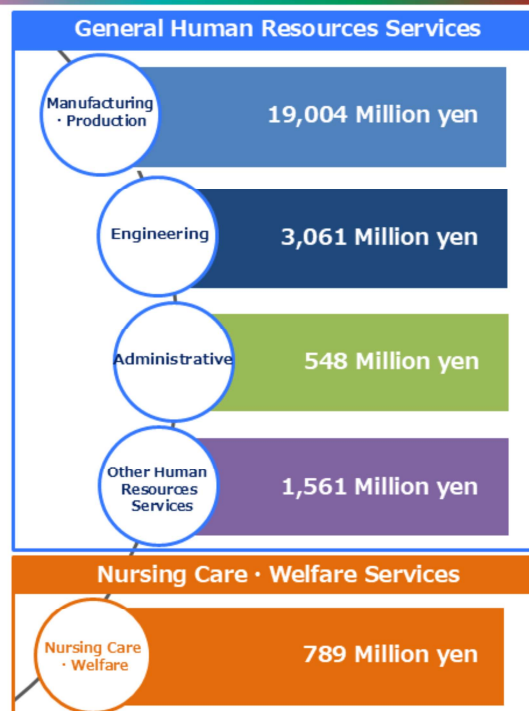 General Human Resources Services
Manufacturing
・Production
19,004 Million yen
Engineering
3,061 Million yen
Administrative
548 Million yen
Other Human
Resources
Services
1,561 Million yen
Nursing Care・Welfare Services
Nursing Care
・Welfare
789 Million yen